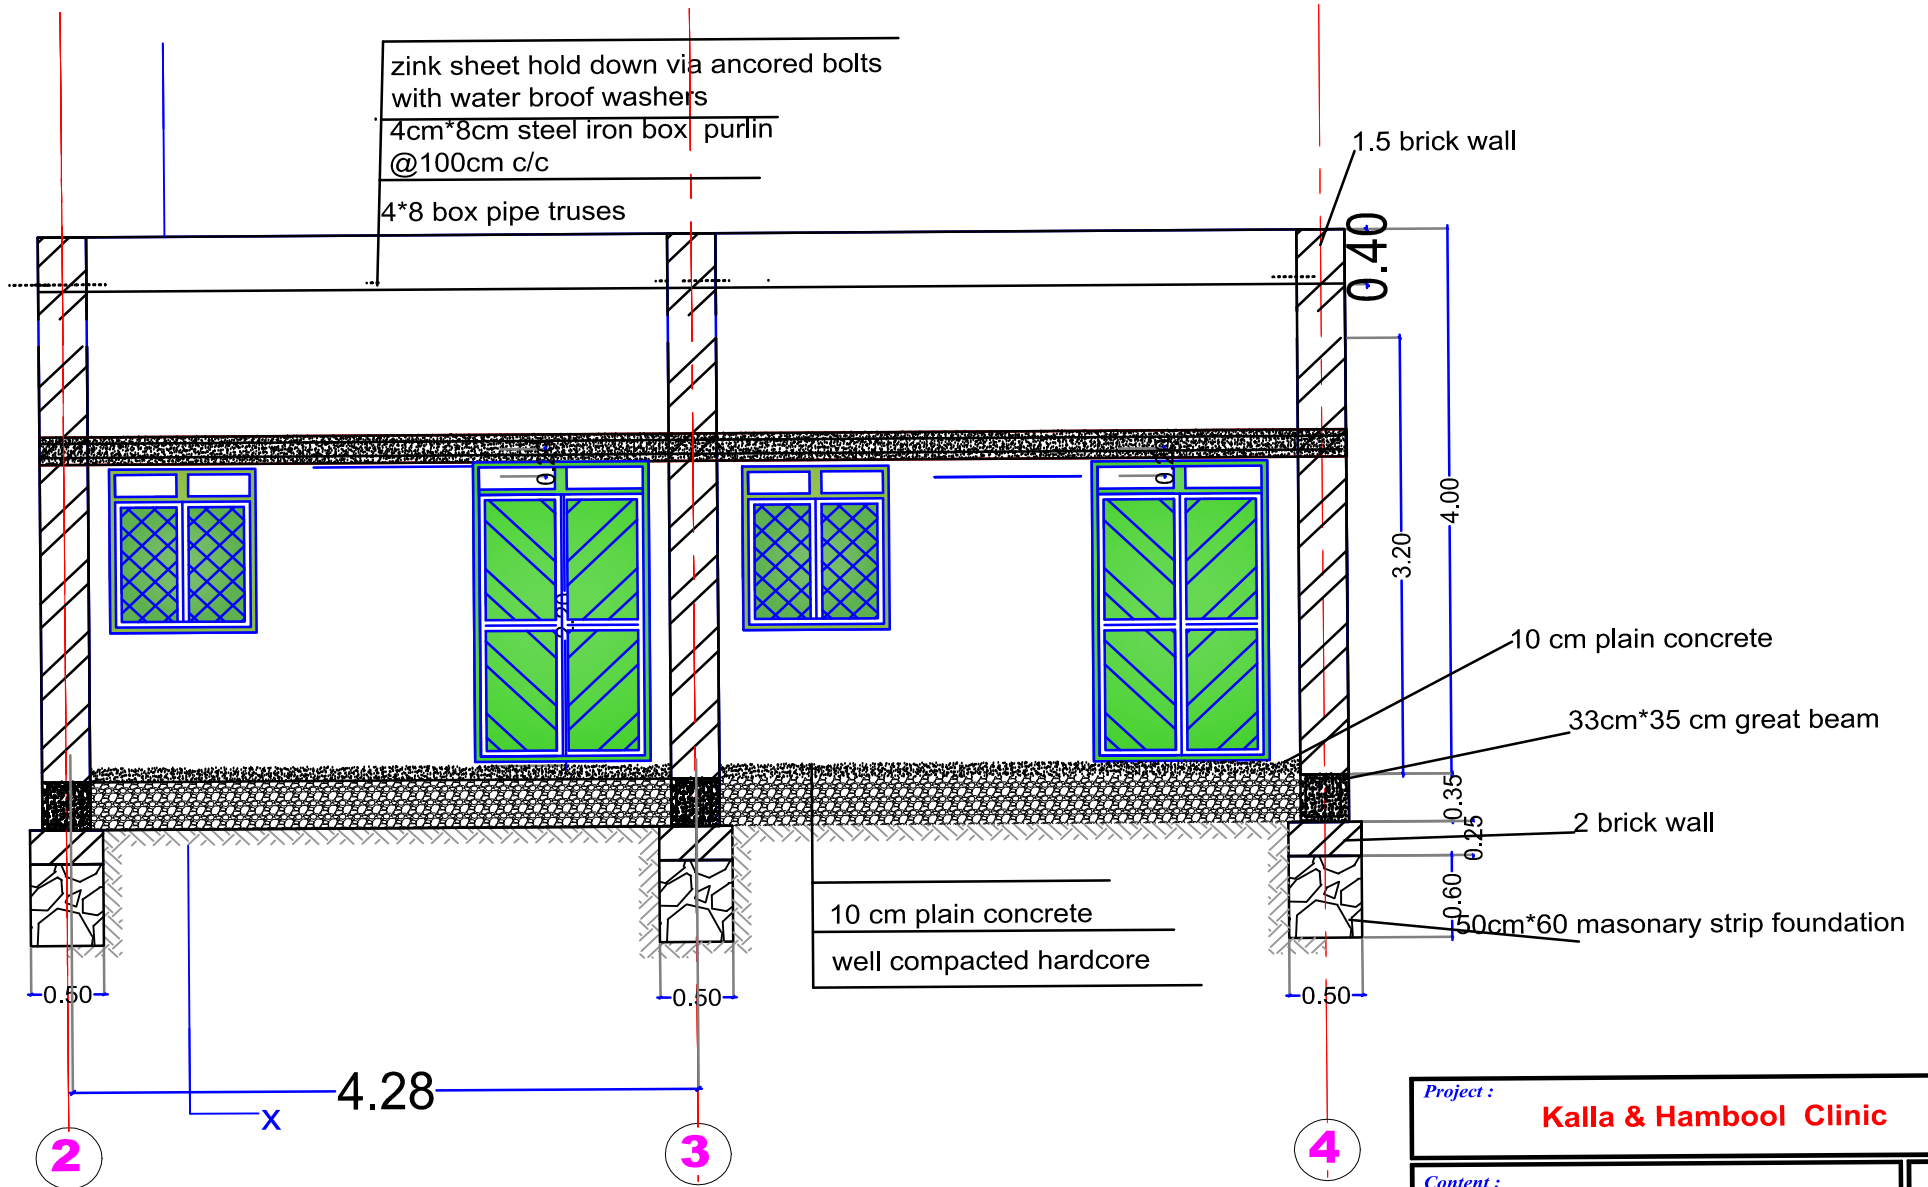 zink sheet hold down via ancored bolts
with water broof washers
4cm*8cm steel iron box purlin
@100cm c/c
4*8 box pipe truses
1.5 brick wall
0.40
4.00
3.20
10 cm plain concrete
33cm*35 cm great beam
0.35
2 brick wall
0.25
0.60
50cm*60 masonary strip foundation
10 cm plain concrete
well compacted hardcore
0.50
0.50
0.50
4.28
X
2
3
4
Project :
Kalla & Hambool Clinic
Content :